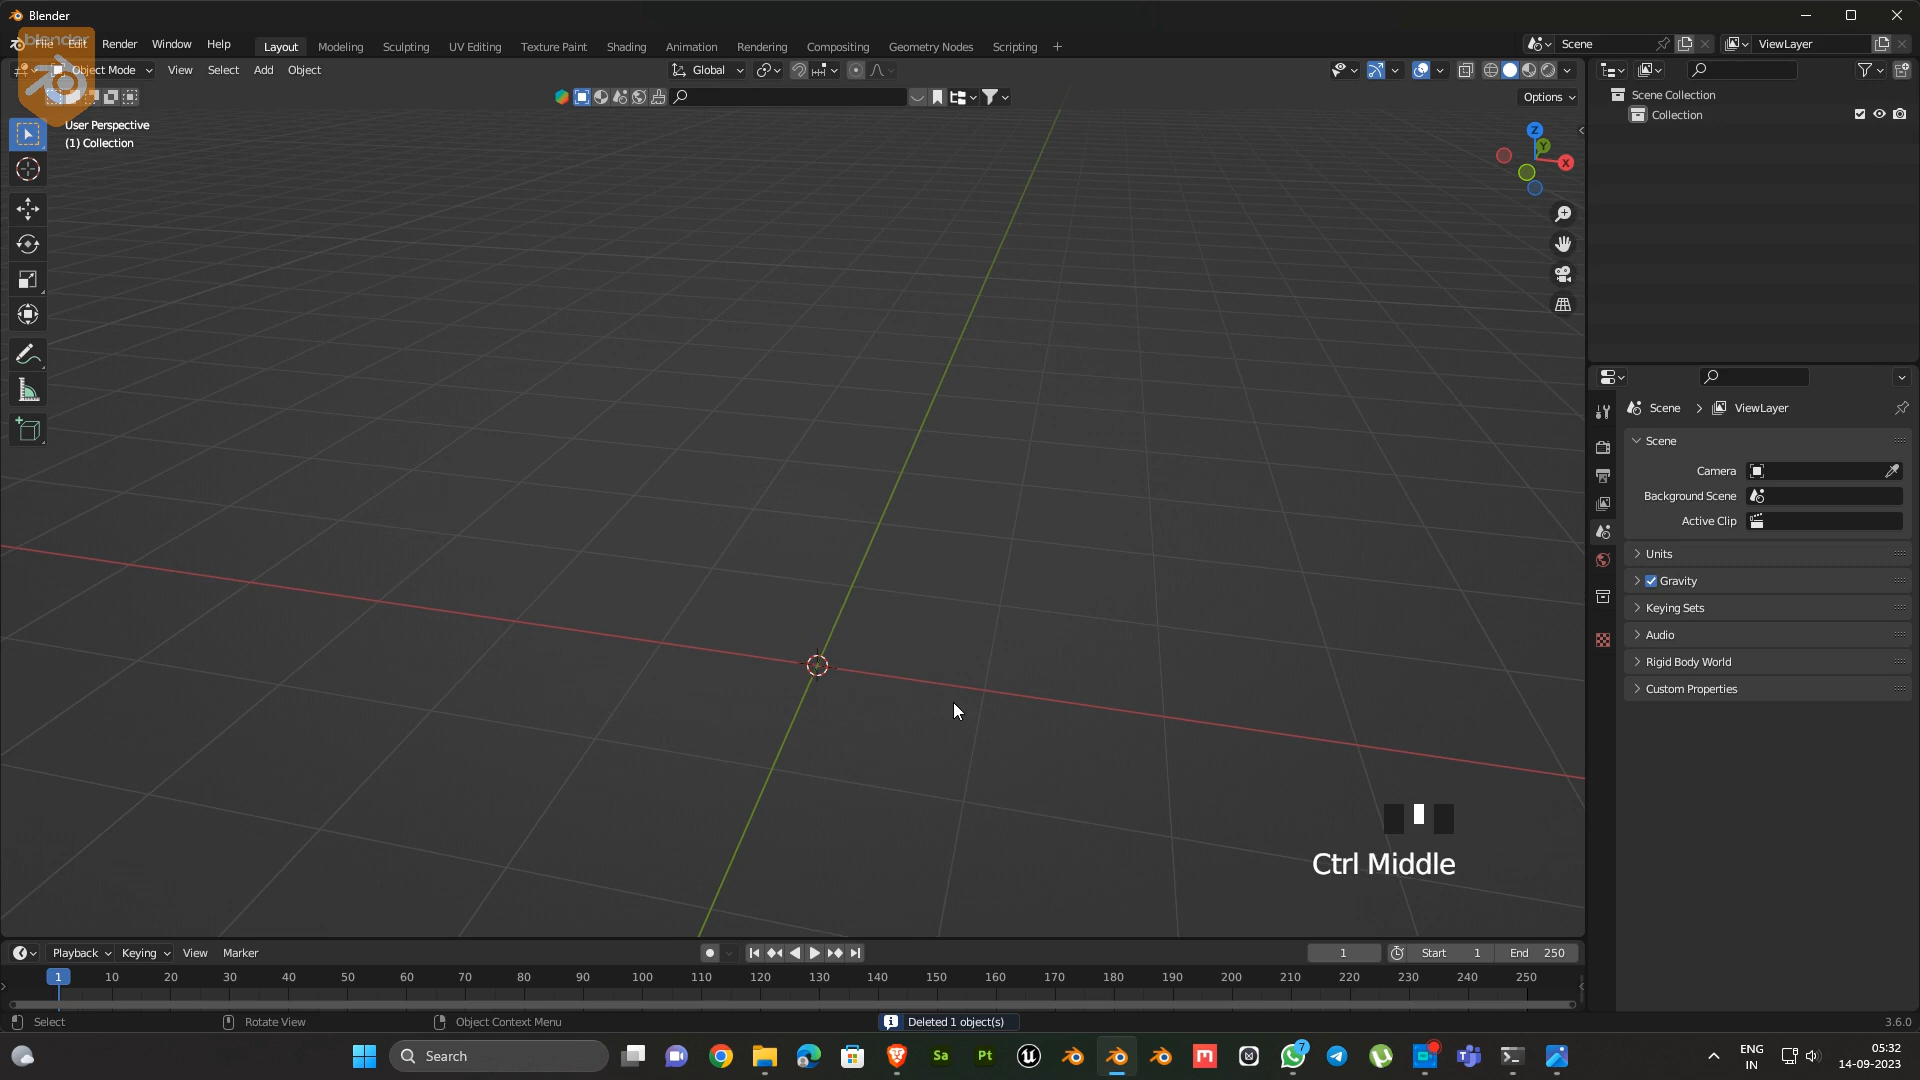 Blender
blender
File Edit Render Window Help Layout Modeling Sculpting UV Editing Texture Paint Shading Animation Rendering Compositing Geometry Nodes Scripting + Scene ViewLayer
Object Mode View Select Add Object Global
Options
User Perspective
(1) Collection
Z
Y
X
Scene Collection
Collection
Scene ViewLayer
Scene
Camera
Background Scene
Active Clip
Units
Gravity
Keying Sets
Audio
Rigid Body World
Custom Properties
Ctrl Middle
Playback Keying View Marker 1 Start 1 End 250
1 10 20 30 40 50 60 70 80 90 100 110 120 130 140 150 160 170 180 190 200 210 220 230 240 250
Select Rotate View Object Context Menu Deleted 1 object(s) 3.6.0
Search Sa Pt 7 ENG IN 05:32
14-09-2023